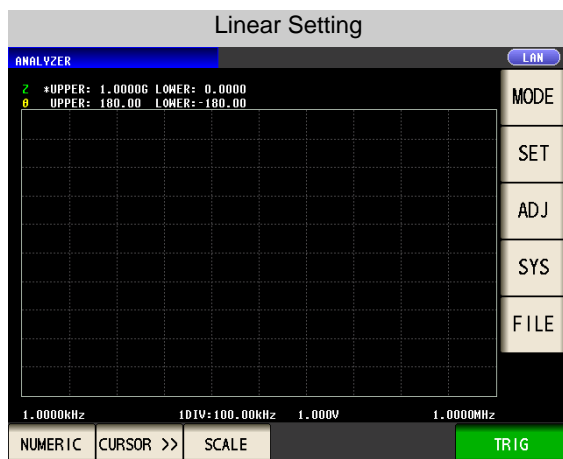 Linear Setting
ANALYZER LAN
Z *UPPER: 1.0000G LOWER: 0.0000
θ UPPER: 180.00 LOWER:-180.00
MODE
SET
ADJ
SYS
FILE
1.0000kHz 1DIV:100.00kHz 1.000V 1.0000MHz
NUMERIC CURSOR >> SCALE TRIG